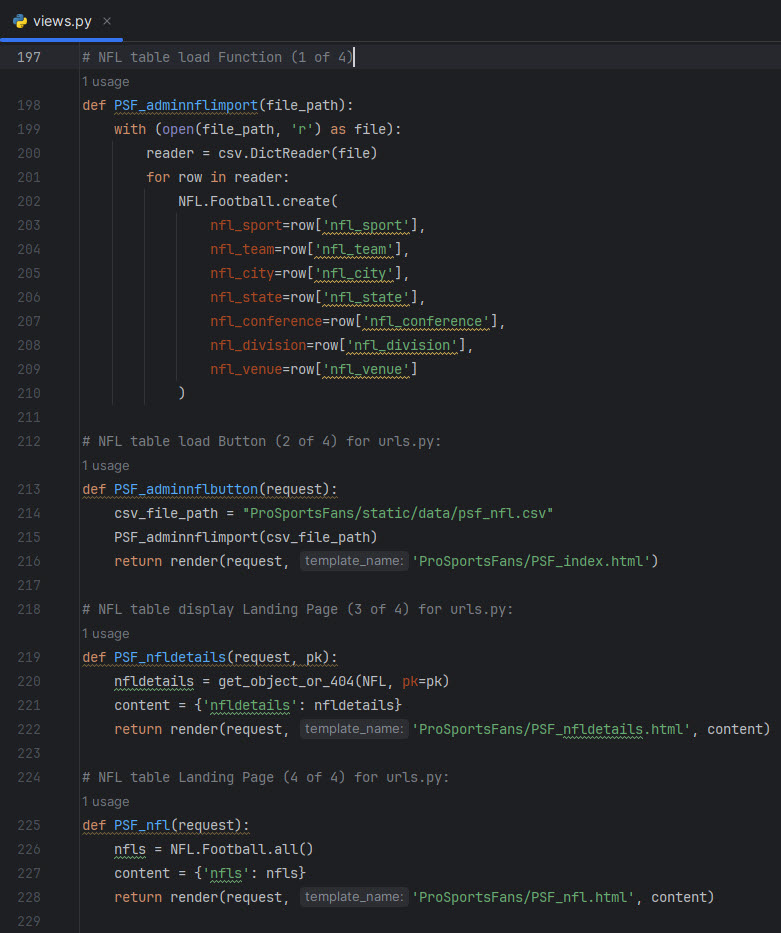 views.py ×
197 # NFL table load Function (1 of 4)
1 usage
198 def PSF_adminnflimport(file_path):
199     with (open(file_path, 'r') as file):
200         reader = csv.DictReader(file)
201         for row in reader:
202             NFL.Football.create(
203                 nfl_sport=row['nfl_sport'],
204                 nfl_team=row['nfl_team'],
205                 nfl_city=row['nfl_city'],
206                 nfl_state=row['nfl_state'],
207                 nfl_conference=row['nfl_conference'],
208                 nfl_division=row['nfl_division'],
209                 nfl_venue=row['nfl_venue']
210             )
211
212 # NFL table load Button (2 of 4) for urls.py:
1 usage
213 def PSF_adminnflbutton(request):
214     csv_file_path = "ProSportsFans/static/data/psf_nfl.csv"
215     PSF_adminnflimport(csv_file_path)
216     return render(request, template_name: 'ProSportsFans/PSF_index.html')
217
218 # NFL table display Landing Page (3 of 4) for urls.py:
1 usage
219 def PSF_nfldetails(request, pk):
220     nfldetails = get_object_or_404(NFL, pk=pk)
221     content = {'nfldetails': nfldetails}
222     return render(request, template_name: 'ProSportsFans/PSF_nfldetails.html', content)
223
224 # NFL table Landing Page (4 of 4) for urls.py:
1 usage
225 def PSF_nfl(request):
226     nfls = NFL.Football.all()
227     content = {'nfls': nfls}
228     return render(request, template_name: 'ProSportsFans/PSF_nfl.html', content)
229